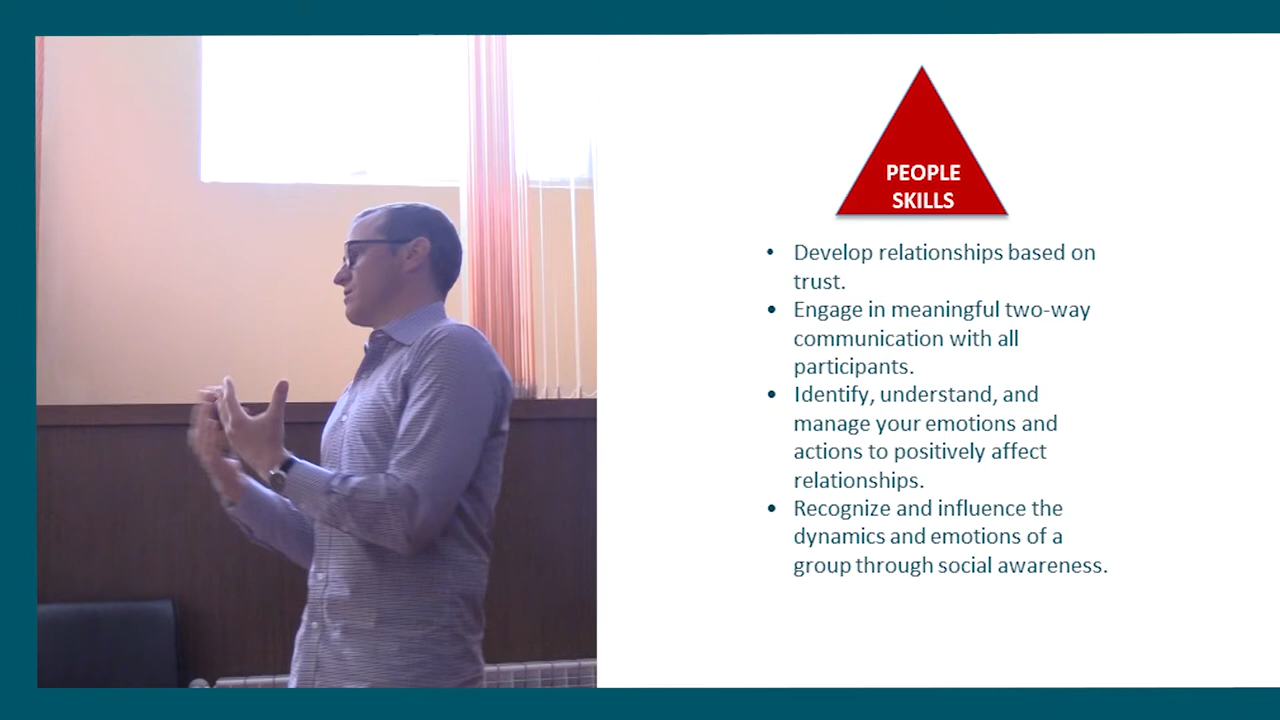 PEOPLE
SKILLS
• Develop relationships based on
trust.
• Engage in meaningful two-way
communication with all
participants.
• Identify, understand, and
manage your emotions and
actions to positively affect
relationships.
• Recognize and influence the
dynamics and emotions of a
group through social awareness.